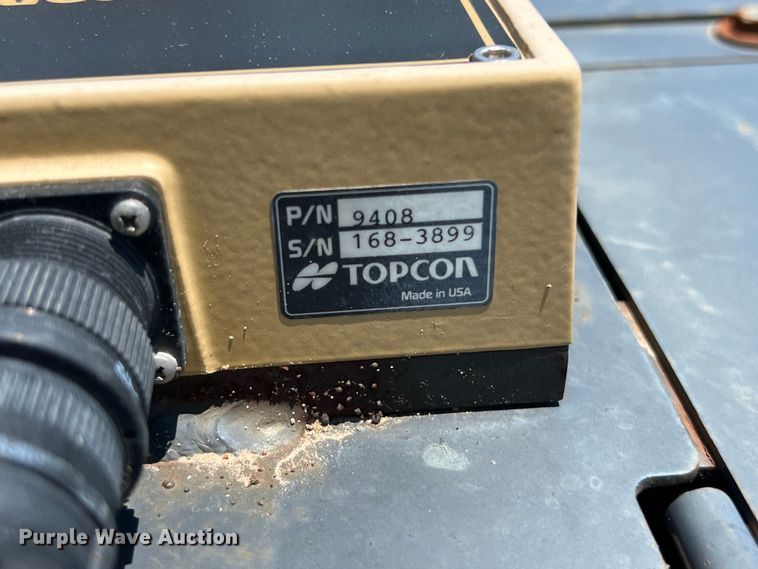 P/N 9408
S/N 168-3899
TOPCON
Made in USA
Purple Wave Auction